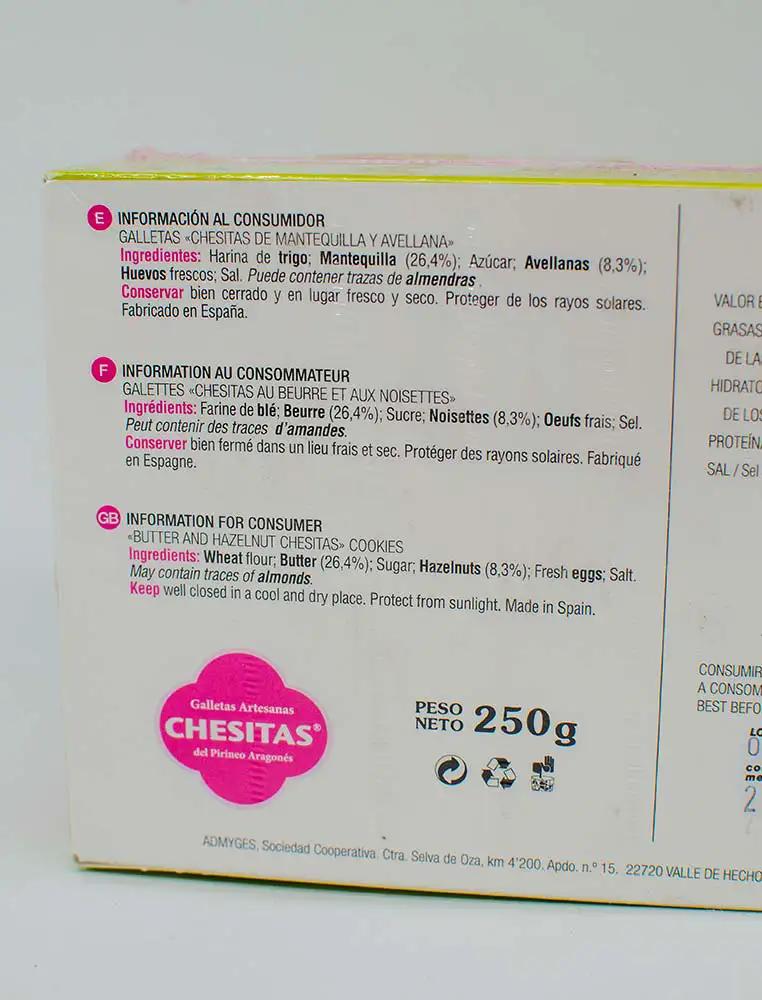 E INFORMACIÓN AL CONSUMIDOR
GALLETAS «CHESITAS DE MANTEQUILLA Y AVELLANA»
Ingredientes: Harina de trigo; Mantequilla (26,4%); Azúcar; Avellanas (8,3%);
Huevos frescos; Sal. Puede contener trazas de almendras.
Conservar bien cerrado y en lugar fresco y seco. Proteger de los rayos solares.
Fabricado en España.
F INFORMATION AU CONSOMMATEUR
GALETTES «CHESITAS AU BEURRE ET AUX NOISETTES»
Ingrédients: Farine de blé; Beurre (26,4%); Sucre; Noisettes (8,3%); Oeufs frais; Sel.
Peut contenir des traces d'amandes.
Conserver bien fermé dans un lieu frais et sec. Protéger des rayons solaires. Fabriqué
en Espagne.
GB INFORMATION FOR CONSUMER
«BUTTER AND HAZELNUT CHESITAS» COOKIES
Ingredients: Wheat flour; Butter (26,4%); Sugar; Hazelnuts (8,3%); Fresh eggs; Salt.
May contain traces of almonds.
Keep well closed in a cool and dry place. Protect from sunlight. Made in Spain.
Galletas Artesanas
CHESITAS®
del Pirineo Aragonés
PESO
NETO 250g
ADMYGES, Sociedad Cooperativa. Ctra. Selva de Oza, km 4'200. Apdo. n.º 15. 22720 VALLE DE HECHO
VALOR
GRASAS
DE LA
HIDRATO
DE LOS
PROTEÍN
SAL / Sel
CONSUMIR
A CONSOM
BEST BEFO